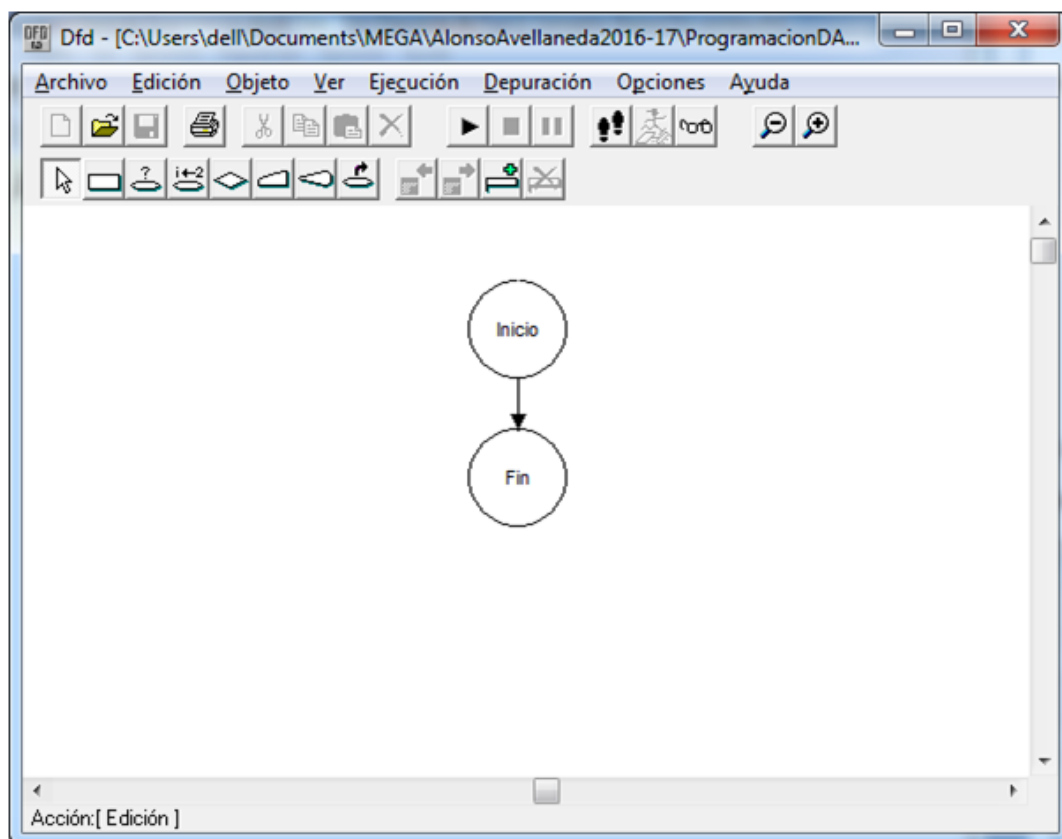 Dfd - [C:\Users\dell\Documents\MEGA\AlonsoAvellaneda2016-17\ProgramacionDA...
Archivo Edición Objeto Ver Ejecución Depuración Opciones Ayuda
? i←2
Inicio
Fin
Acción:[ Edición ]